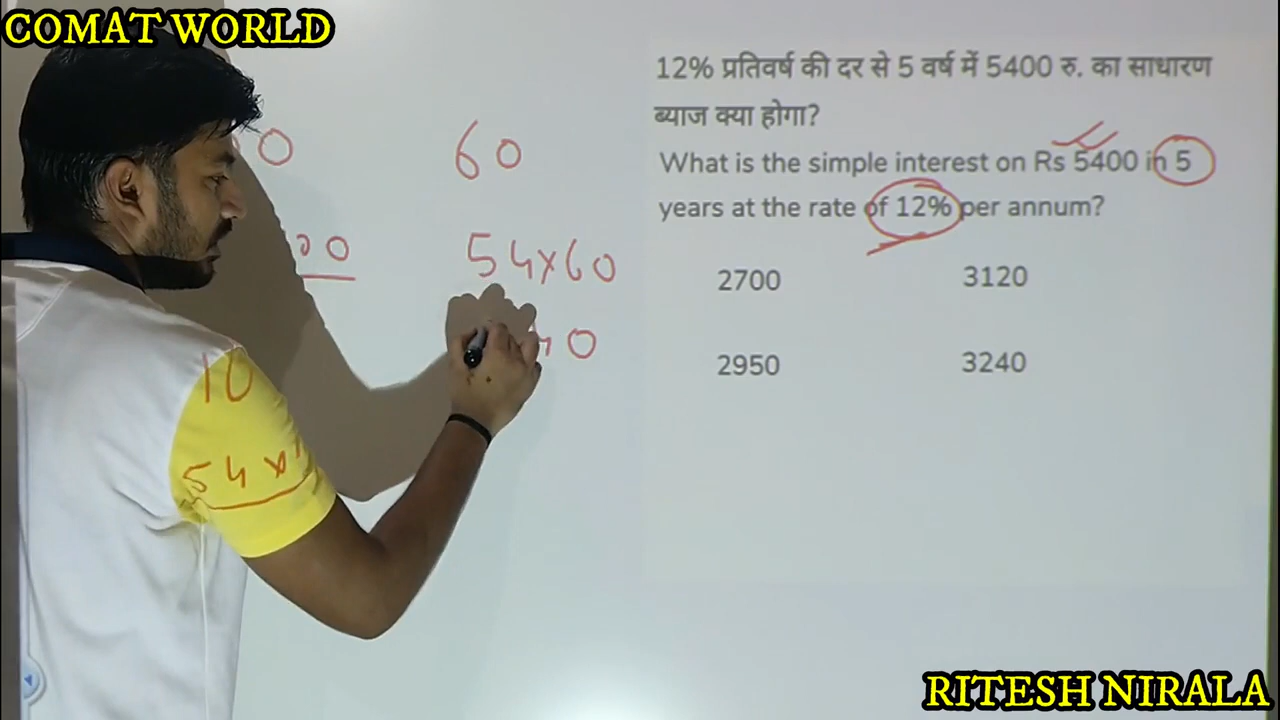 COMAT WORLD
12% प्रतिवर्ष की दर से 5 वर्ष में 5400 रु. का साधारण
ब्याज क्या होगा?
What is the simple interest on Rs 5400 in 5
years at the rate of 12% per annum?
2700 3120
2950 3240
60
54×60
40
10
54×
RITESH NIRALA